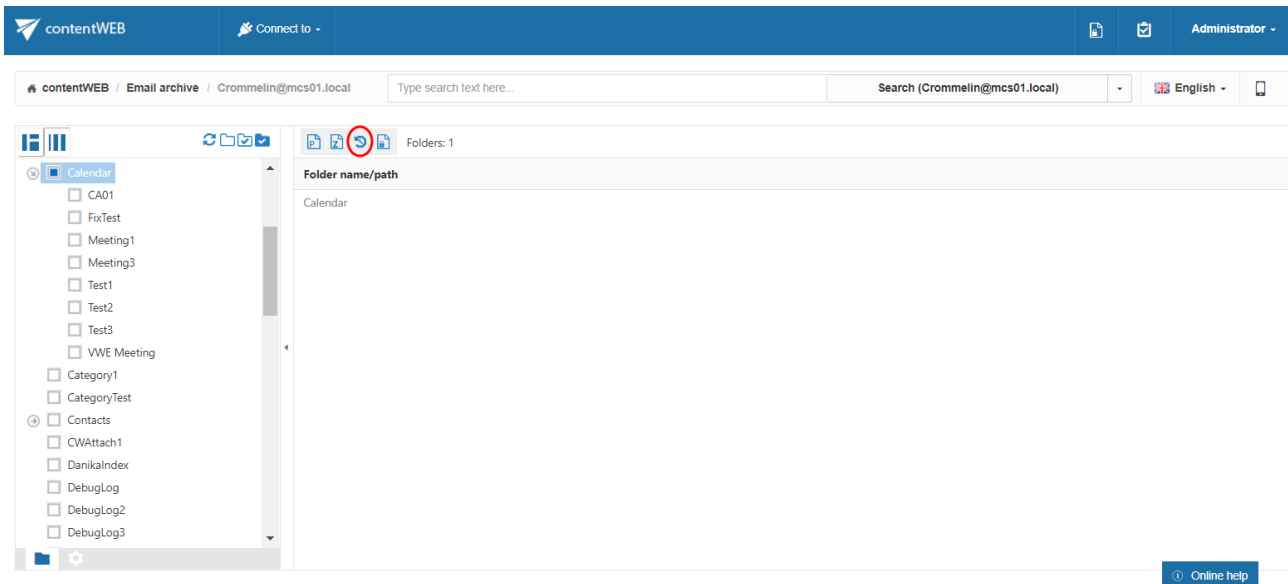 contentWEB Connect to Administrator
contentWEB / Email archive / Crommelin@mcs01.local Type search text here... Search (Crommelin@mcs01.local) English
P Z Folders: 1
Calendar Folder name/path
CA01 Calendar
FixTest
Meeting1
Meeting3
Test1
Test2
Test3
VWE Meeting
Category1
CategoryTest
Contacts
CWAttach1
DanikaIndex
DebugLog
DebugLog2
DebugLog3
Online help